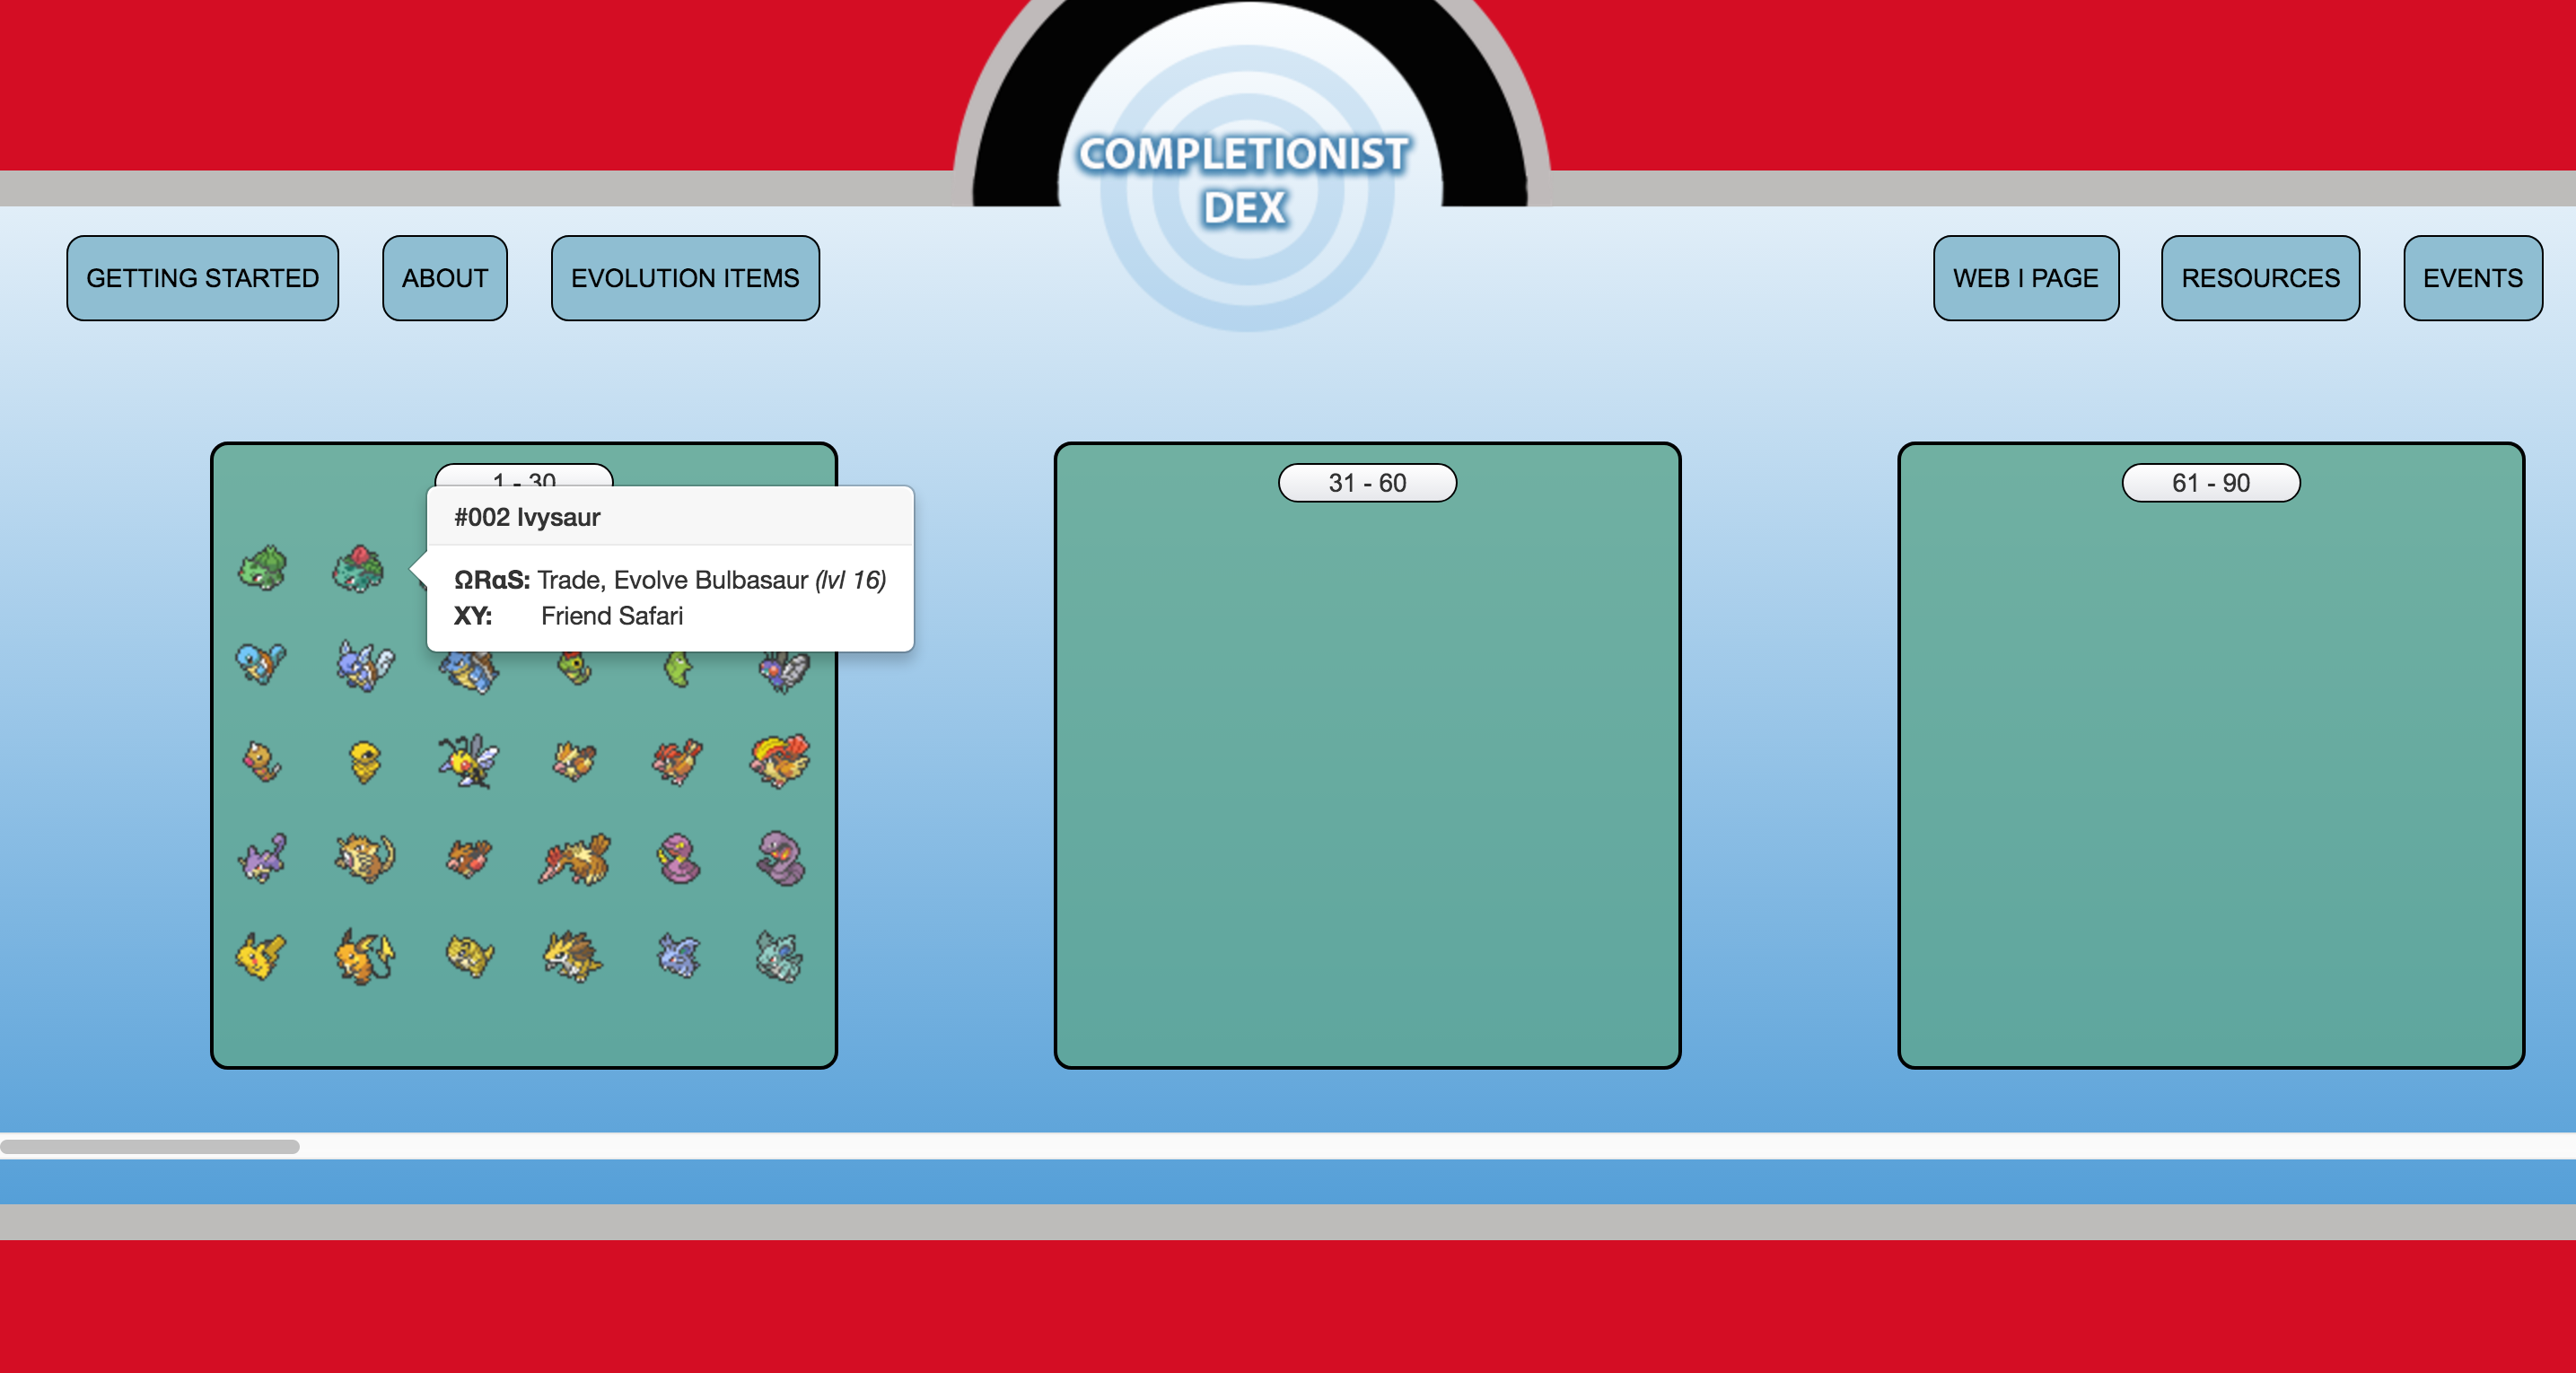 COMPLETIONIST
DEX
GETTING STARTED
ABOUT
EVOLUTION ITEMS
WEB I PAGE
RESOURCES
EVENTS
1 - 30
#002 Ivysaur
ΩRαS: Trade, Evolve Bulbasaur (lvl 16)
XY: Friend Safari
31 - 60
61 - 90